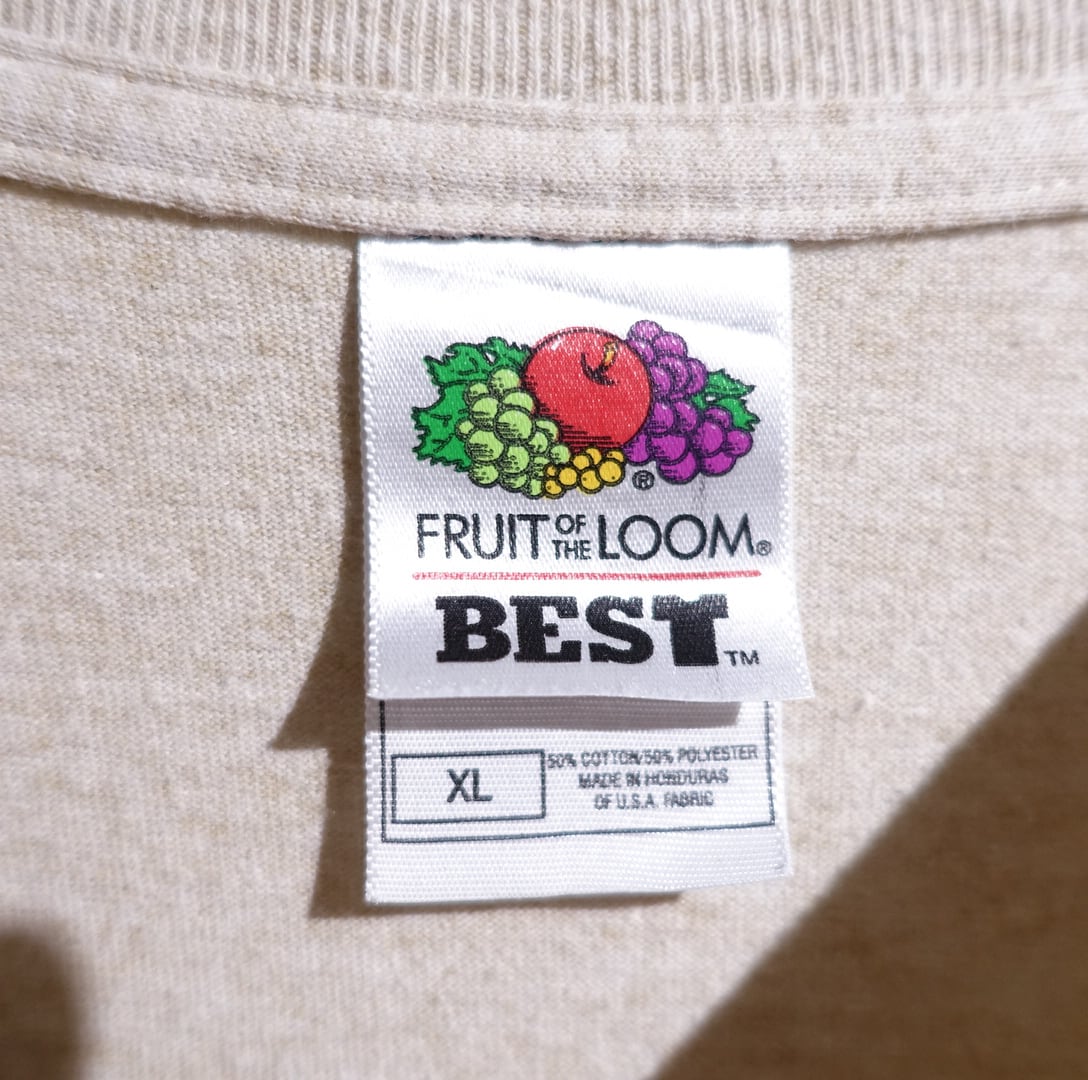 ®
FRUIT OF THE LOOM®
BEST™
XL
50% COTTON/50% POLYESTER
MADE IN HONDURAS
OF U.S.A. FABRIC